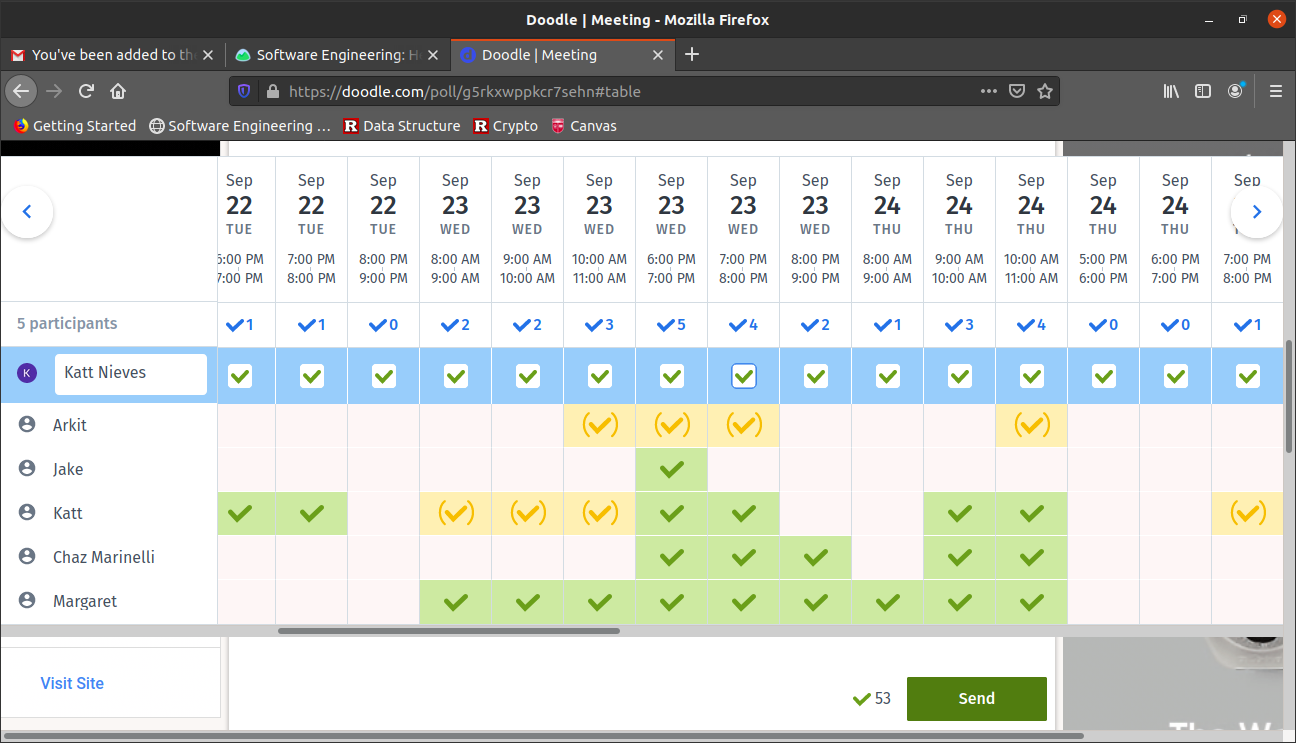 Doodle | Meeting - Mozilla Firefox
You've been added to th
Software Engineering: H
Doodle | Meeting
https://doodle.com/poll/g5rkxwppkcr7sehn#table
Getting Started
Software Engineering …
Data Structure
Crypto
Canvas
Sep Sep Sep Sep Sep Sep Sep Sep Sep Sep Sep Sep Sep Sep Sep
22 22 22 23 23 23 23 23 23 24 24 24 24 24
TUE TUE TUE WED WED WED WED WED WED THU THU THU THU THU
6:00 PM 7:00 PM 8:00 PM 8:00 AM 9:00 AM 10:00 AM 6:00 PM 7:00 PM 8:00 PM 8:00 AM 9:00 AM 10:00 AM 5:00 PM 6:00 PM 7:00 PM
7:00 PM 8:00 PM 9:00 PM 9:00 AM 10:00 AM 11:00 AM 7:00 PM 8:00 PM 9:00 PM 9:00 AM 10:00 AM 11:00 AM 6:00 PM 7:00 PM 8:00 PM
5 participants 1 1 0 2 2 3 5 4 2 1 3 4 0 0 1
K Katt Nieves
Arkit
Jake
Katt
Chaz Marinelli
Margaret
Visit Site
53
Send